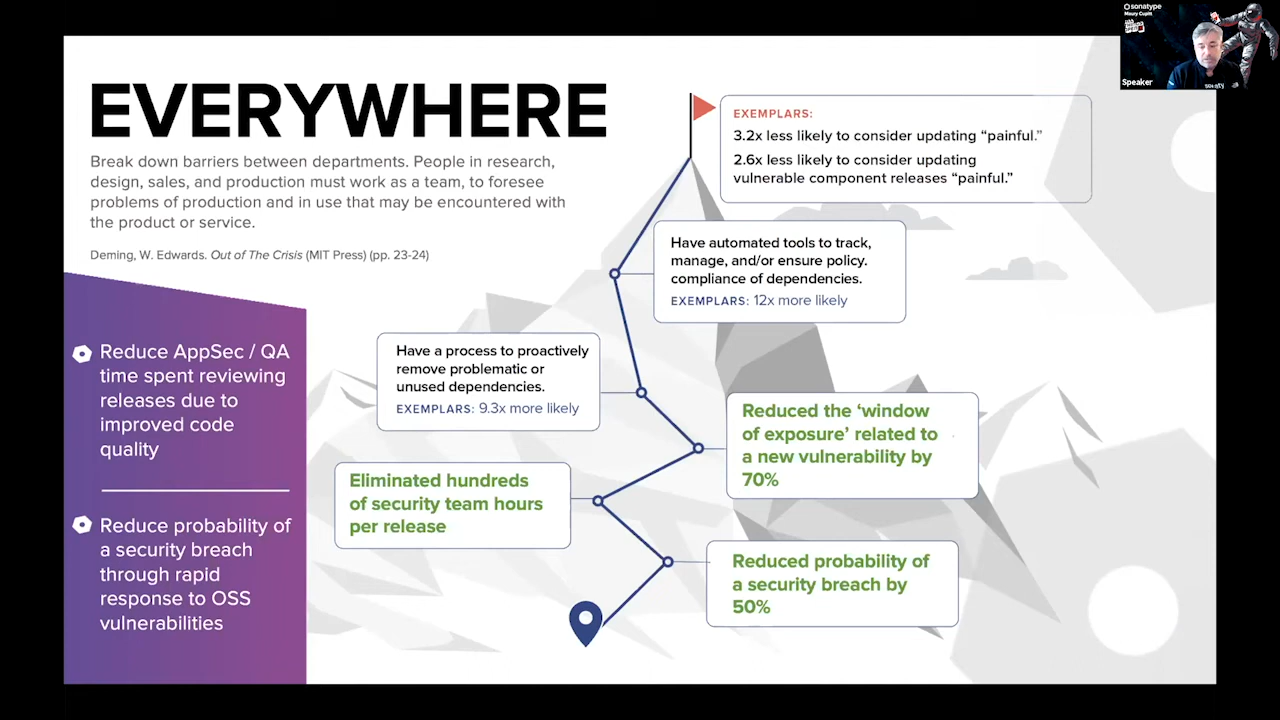 EVERYWHERE
Break down barriers between departments. People in research,
design, sales, and production must work as a team, to foresee
problems of production and in use that may be encountered with
the product or service.
Deming, W. Edwards. Out of The Crisis (MIT Press) (pp. 23-24)
Reduce AppSec / QA
time spent reviewing
releases due to
improved code
quality
Reduce probability of
a security breach
through rapid
response to OSS
vulnerabilities
EXEMPLARS:
3.2x less likely to consider updating “painful.”
2.6x less likely to consider updating
vulnerable component releases “painful.”
Have automated tools to track,
manage, and/or ensure policy.
compliance of dependencies.
EXEMPLARS: 12x more likely
Have a process to proactively
remove problematic or
unused dependencies.
EXEMPLARS: 9.3x more likely
Reduced the ‘window
of exposure’ related to
a new vulnerability by
70%
Eliminated hundreds
of security team hours
per release
Reduced probability of
a security breach by
50%
sonatype
Maury Cupitt
Speaker